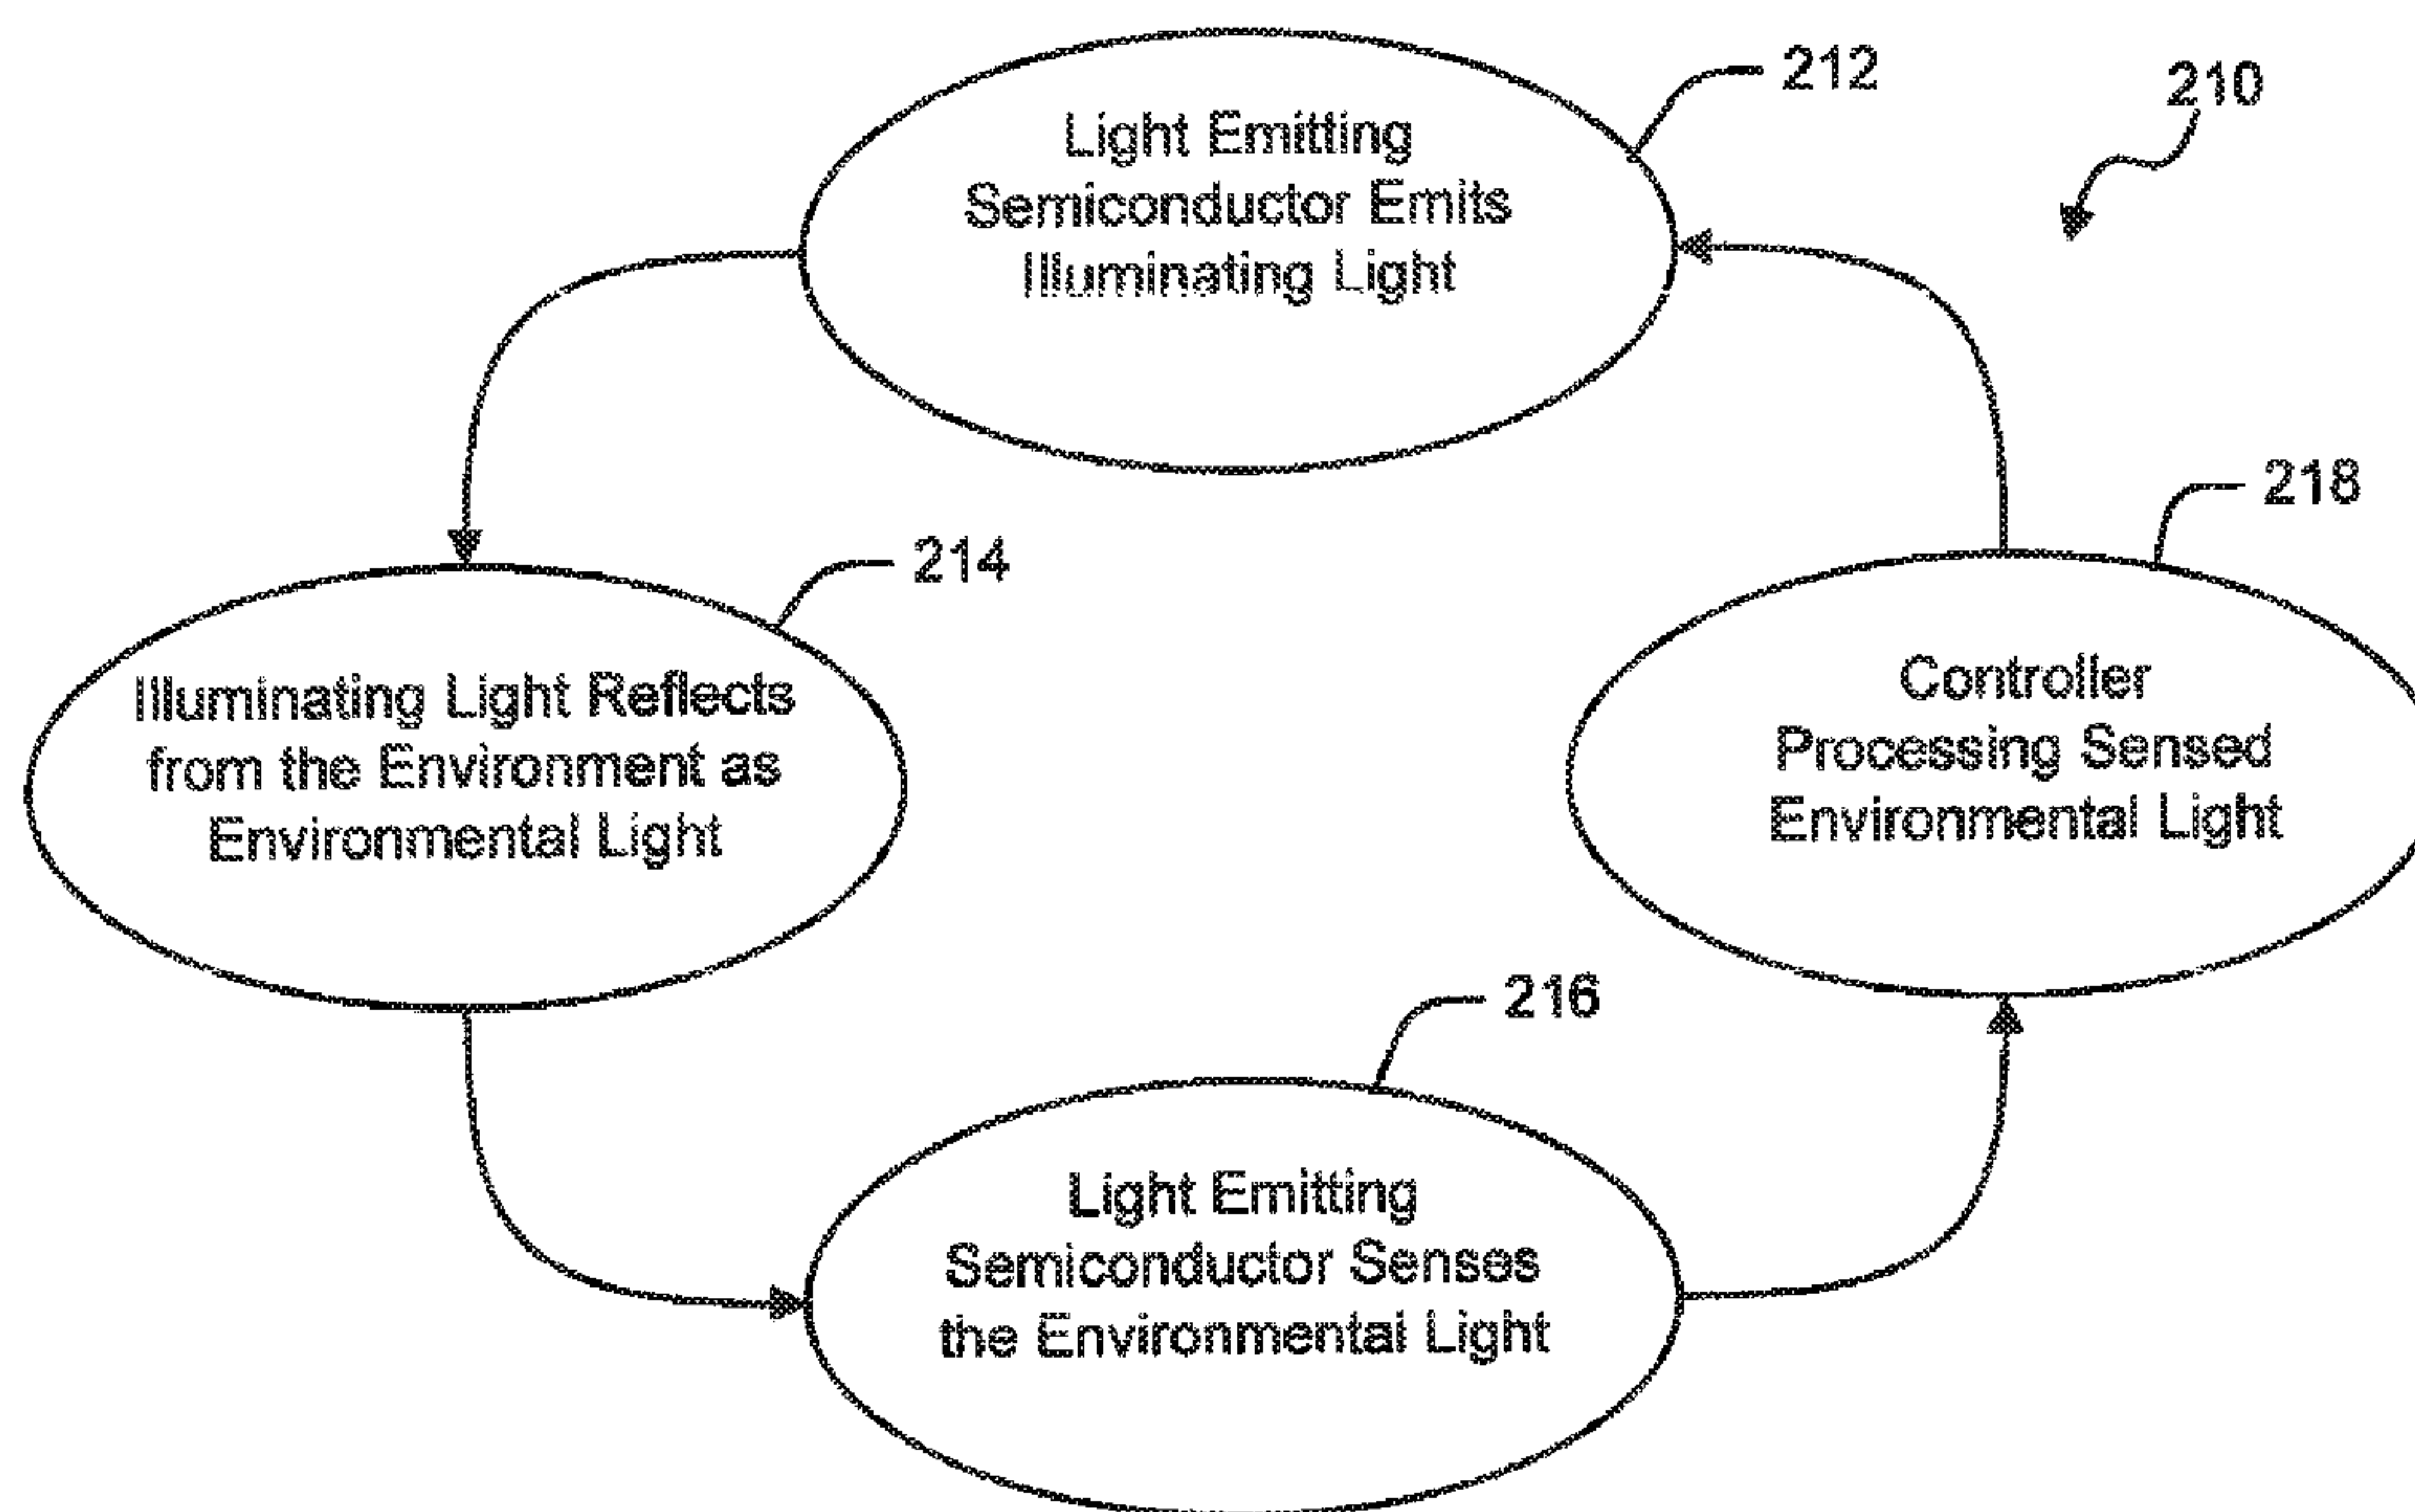 212
210
Light Emitting
Semiconductor Emits
Illuminating Light
218
214
Illuminating Light Reflects
from the Environment as
Environmental Light
Controller
Processing Sensed
Environmental Light
216
Light Emitting
Semiconductor Senses
the Environmental Light